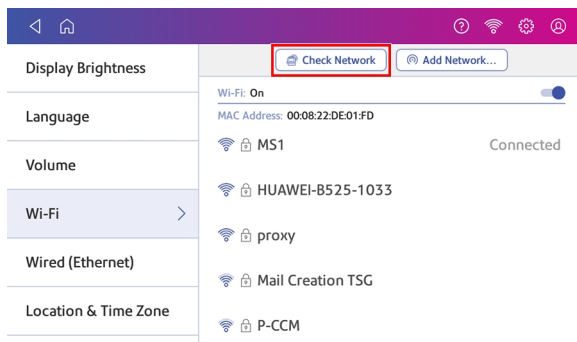 Check Network
Add Network...
Display Brightness
Language
Volume
Wi-Fi
Wired (Ethernet)
Location & Time Zone
Wi-Fi: On
MAC Address: 00:08:22:DE:01:FD
MS1 Connected
HUAWEI-B525-1033
proxy
Mail Creation TSG
P-CCM